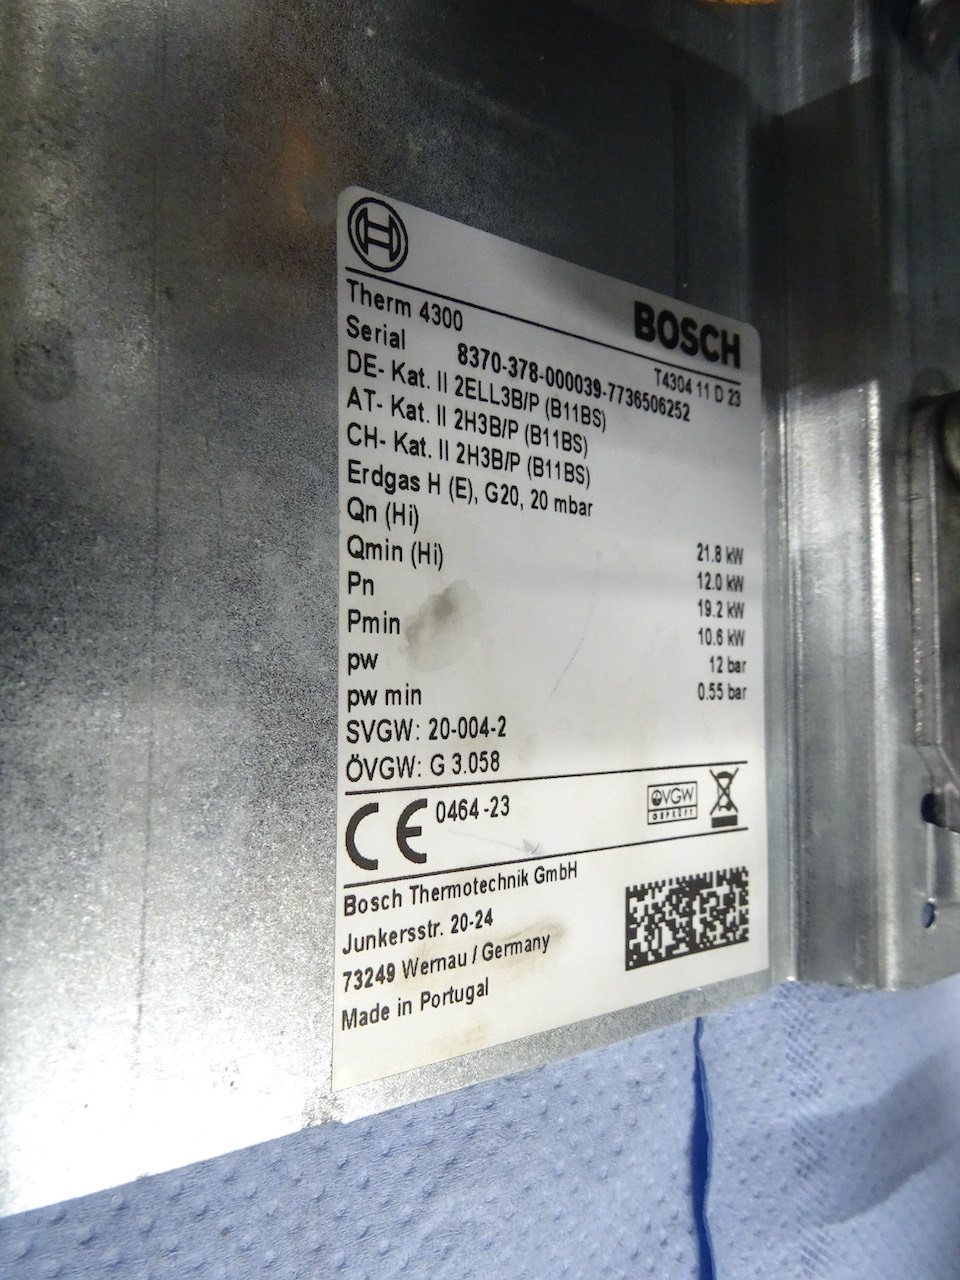 BOSCH
Therm 4300 T4304 11 D 23
Serial 8370-378-000039-7736506252
DE- Kat. II 2ELL3B/P (B11BS)
AT- Kat. II 2H3B/P (B11BS)
CH- Kat. II 2H3B/P (B11BS)
Erdgas H (E), G20, 20 mbar
Qn (Hi) 21.8 kW
Qmin (Hi) 12.0 kW
Pn 19.2 kW
Pmin 10.6 kW
pw 12 bar
pw min 0.55 bar
SVGW: 20-004-2
ÖVGW: G 3.058
CE 0464-23
ÖVGW
GEPRÜFT
Bosch Thermotechnik GmbH
Junkersstr. 20-24
73249 Wernau / Germany
Made in Portugal